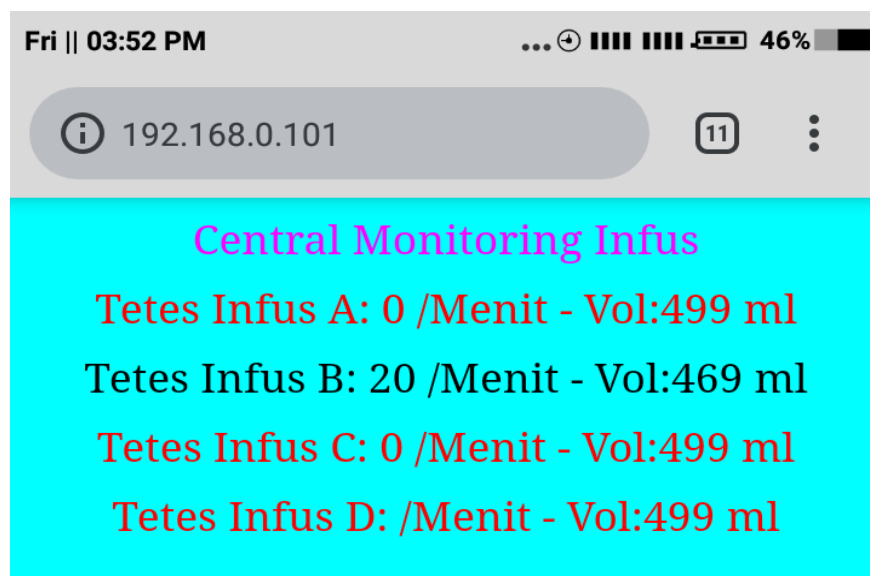 Fri || 03:52 PM
46%
192.168.0.101
11
Central Monitoring Infus
Tetes Infus A: 0 /Menit - Vol:499 ml
Tetes Infus B: 20 /Menit - Vol:469 ml
Tetes Infus C: 0 /Menit - Vol:499 ml
Tetes Infus D: /Menit - Vol:499 ml